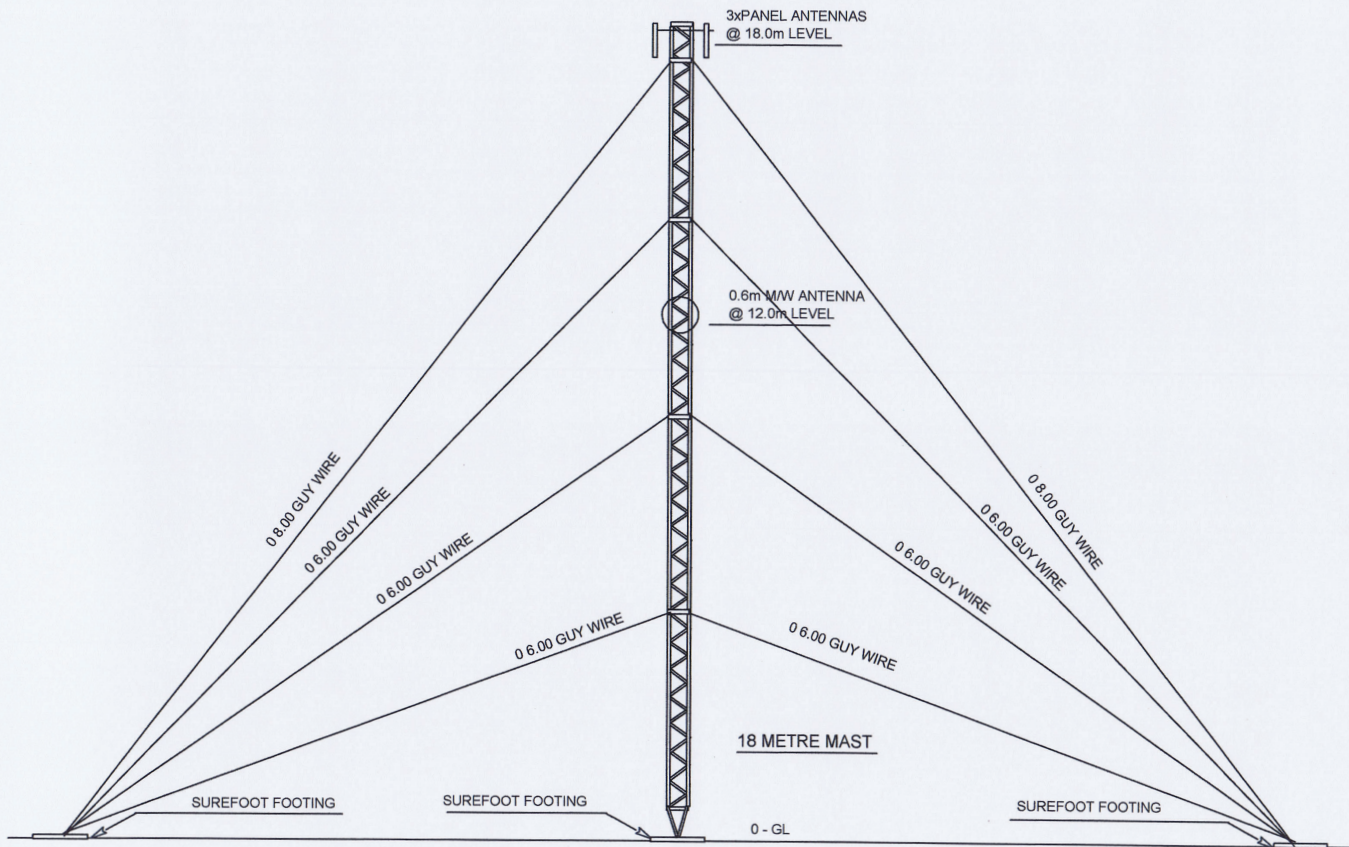 3xPANEL ANTENNAS
@ 18.0m LEVEL
0.6m M/W ANTENNA
@ 12.0m LEVEL
0 8.00 GUY WIRE
0 6.00 GUY WIRE
0 6.00 GUY WIRE
0 6.00 GUY WIRE
0 8.00 GUY WIRE
0 6.00 GUY WIRE
0 6.00 GUY WIRE
0 6.00 GUY WIRE
18 METRE MAST
SUREFOOT FOOTING
SUREFOOT FOOTING
SUREFOOT FOOTING
0 - GL